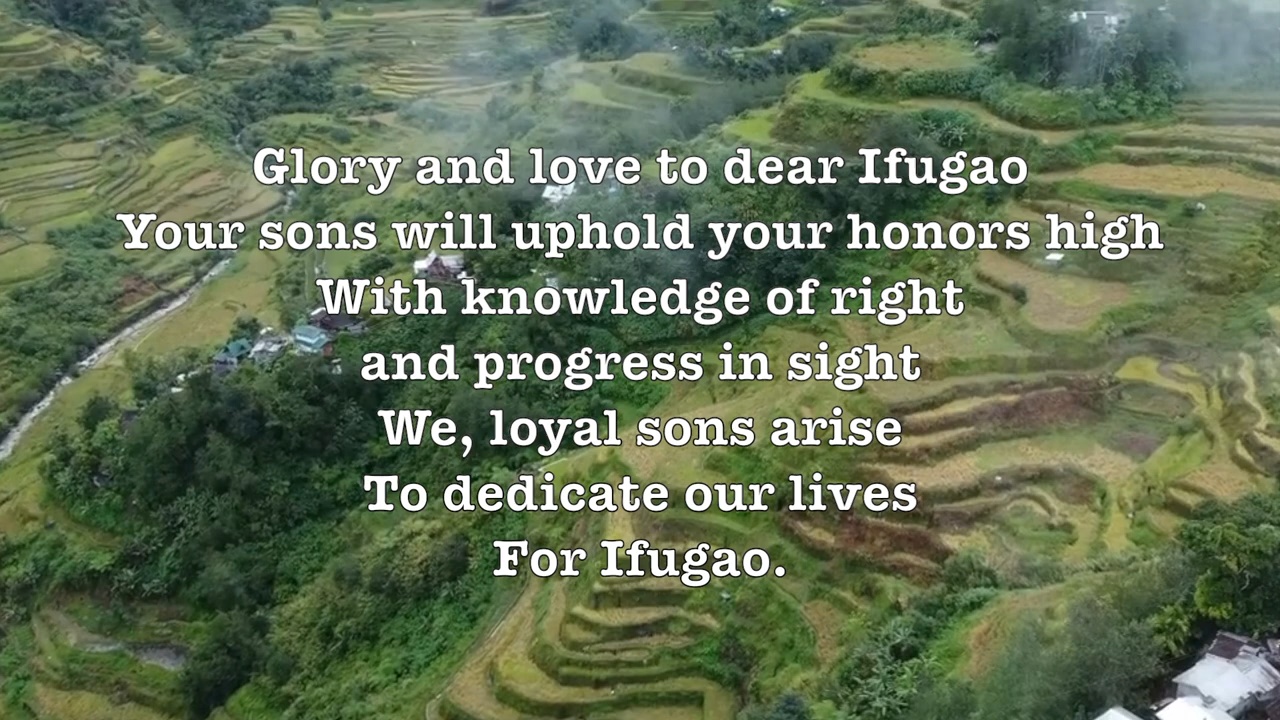 Glory and love to dear Ifugao
Your sons will uphold your honors high
With knowledge of right
and progress in sight
We, loyal sons arise
To dedicate our lives
For Ifugao.